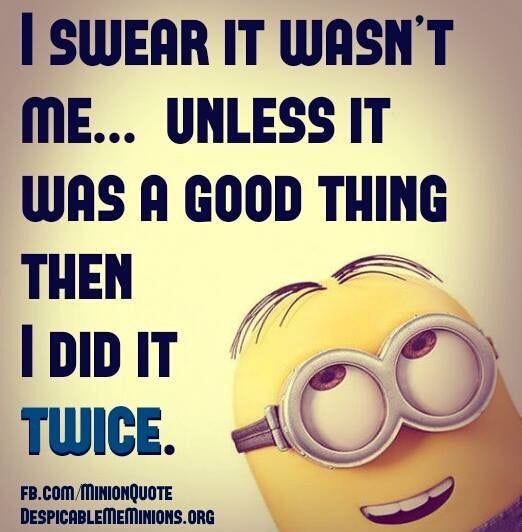 I SWEAR IT WASN'T
ME... UNLESS IT
WAS A GOOD THING
THEN
I DID IT
TWICE.
FB.COM/MINIONQUOTE
DESPICABLEMEMINIONS.ORG